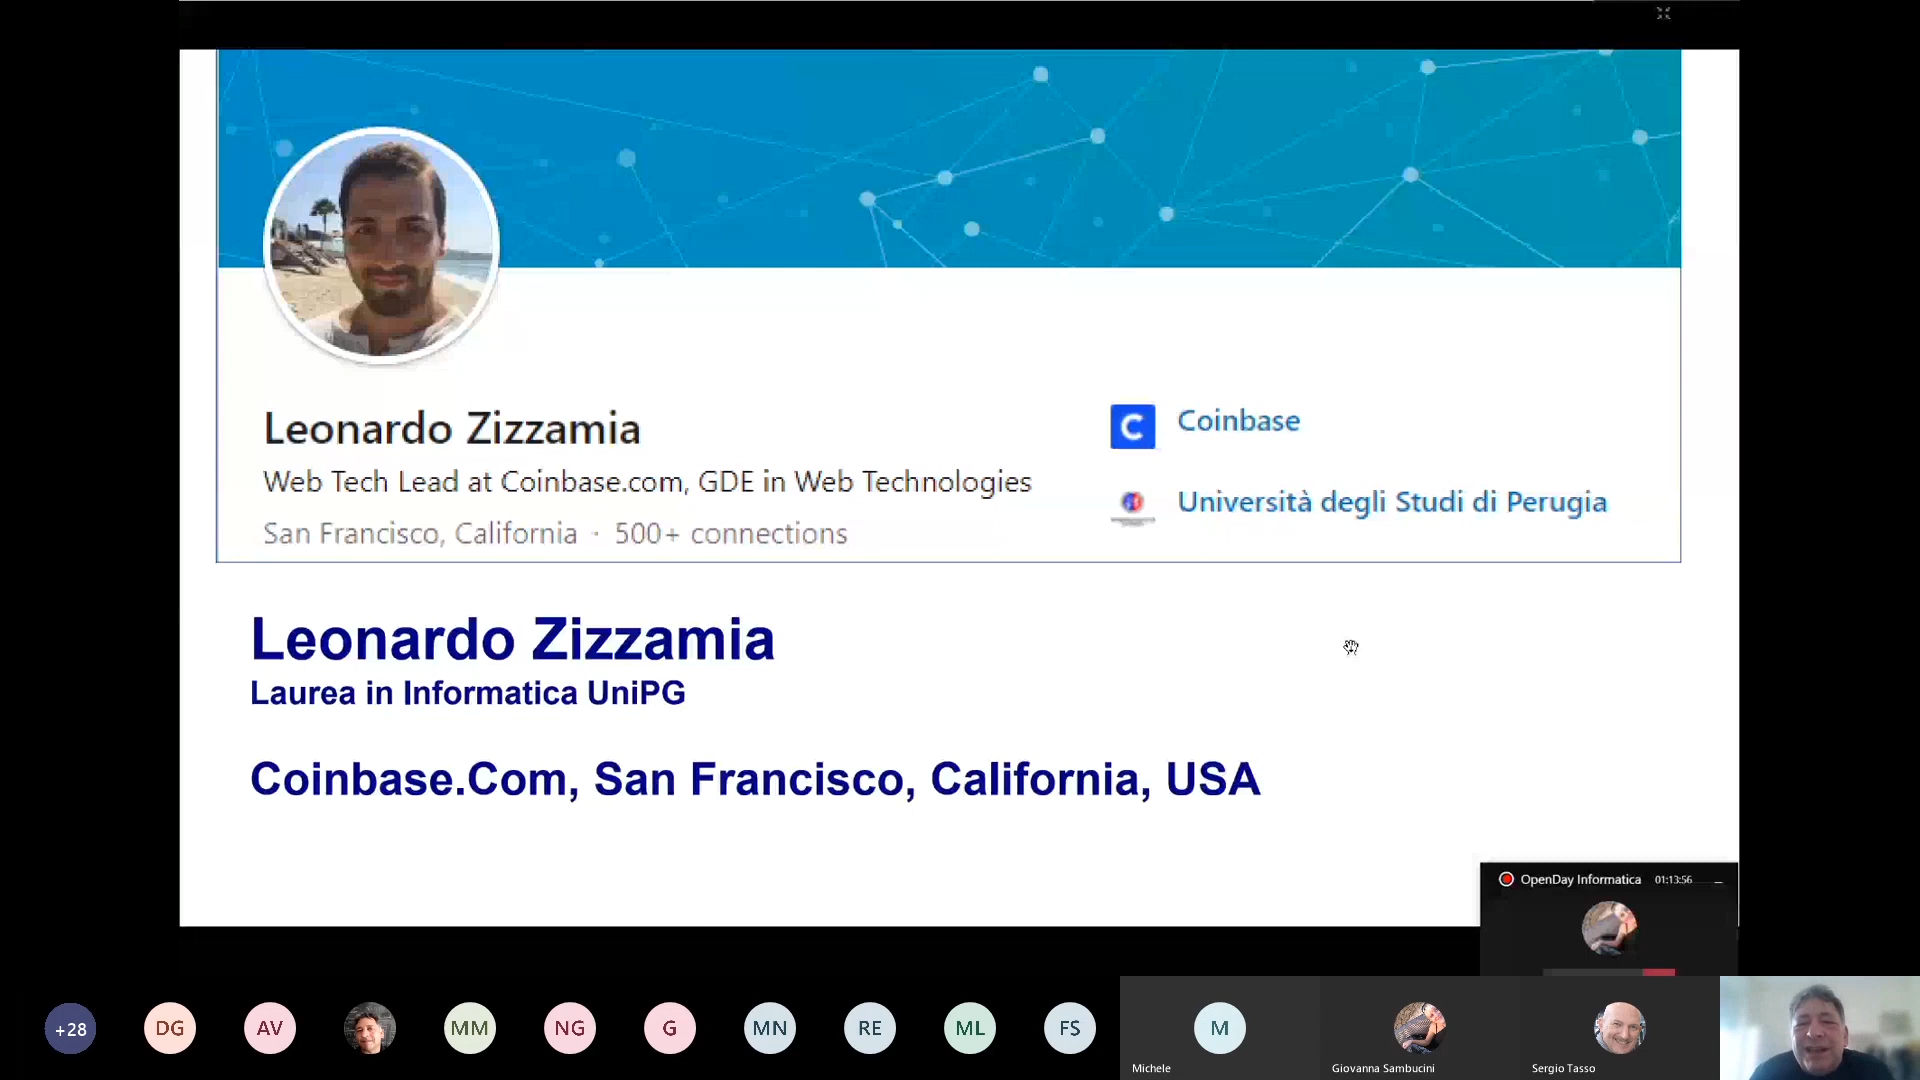 Leonardo Zizzamia
Web Tech Lead at Coinbase.com, GDE in Web Technologies
San Francisco, California · 500+ connections
C Coinbase
Università degli Studi di Perugia
Leonardo Zizzamia
Laurea in Informatica UniPG
Coinbase.Com, San Francisco, California, USA
OpenDay Informatica 01:13:56
+28 DG AV MM NG G MN RE ML FS M
Michele Giovanna Sambucini Sergio Tasso